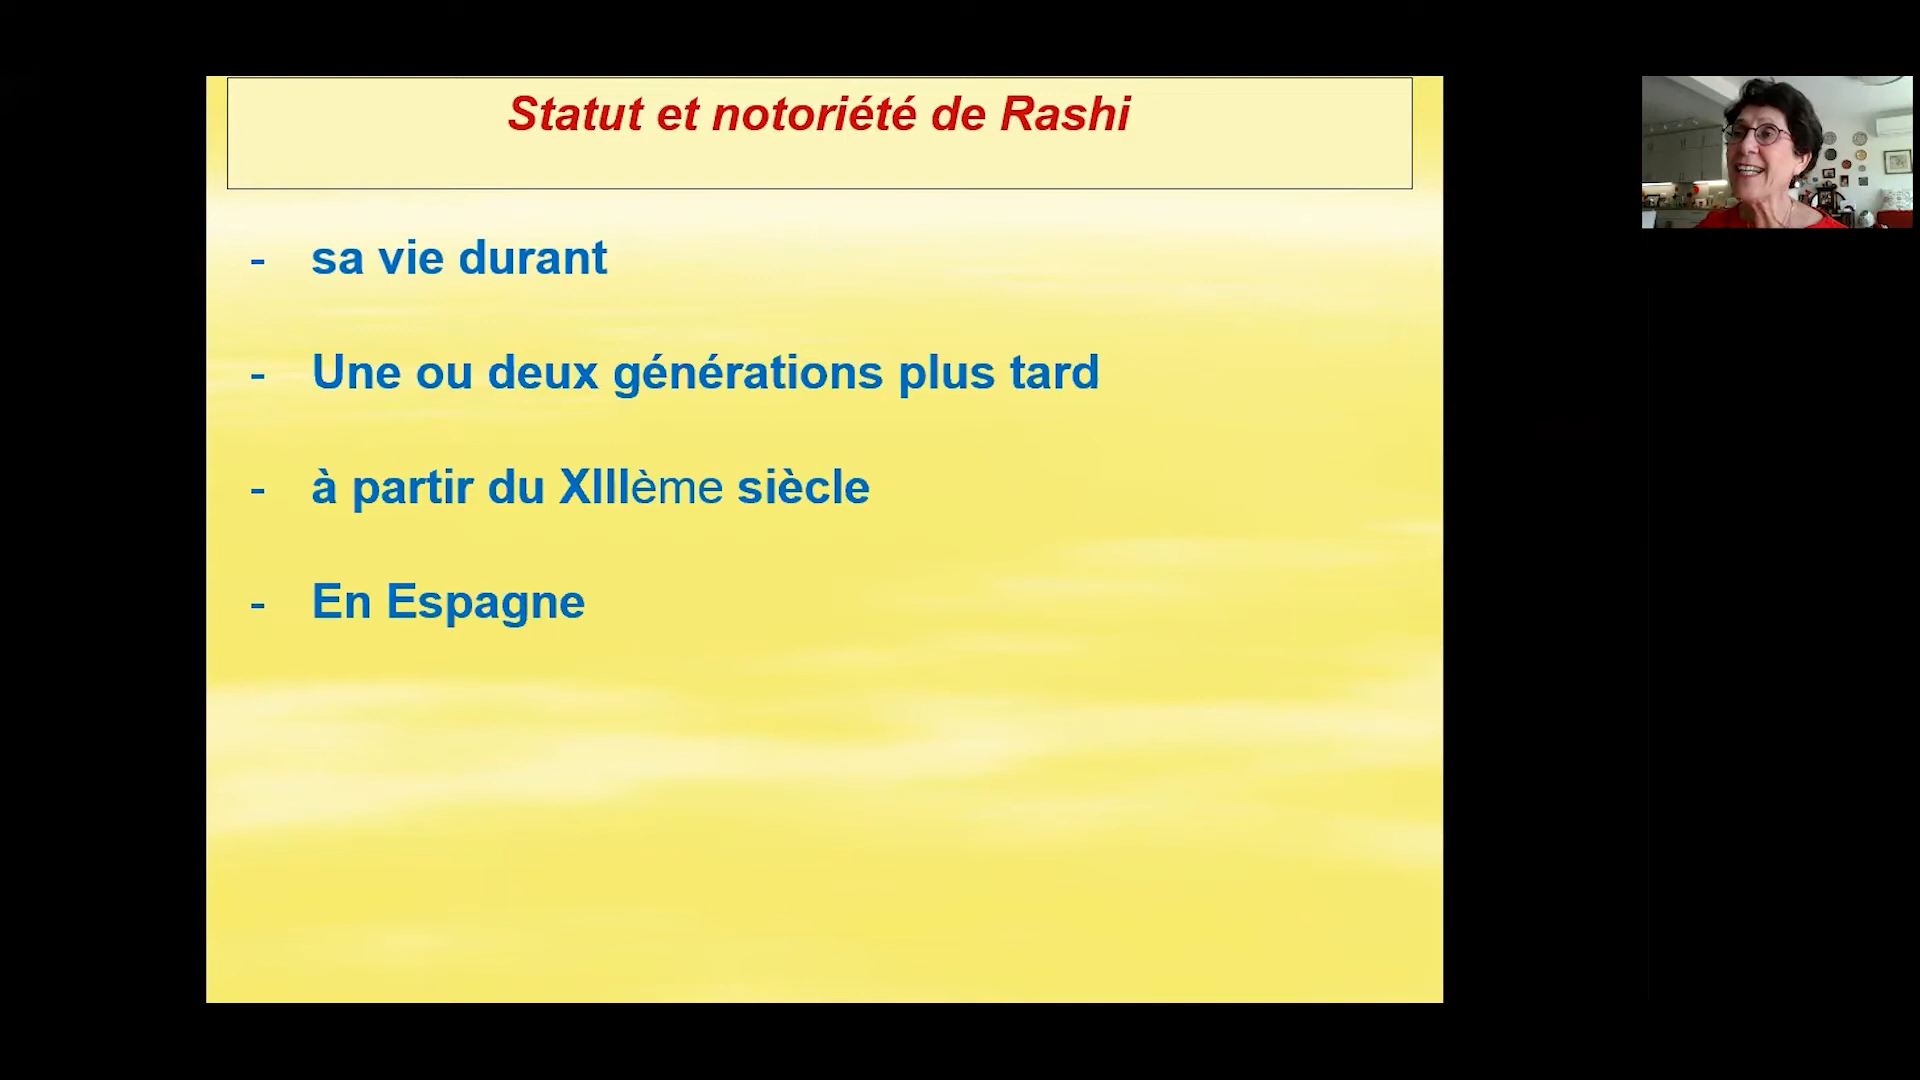 Statut et notoriété de Rashi
- sa vie durant
- Une ou deux générations plus tard
- à partir du XIIIème siècle
- En Espagne